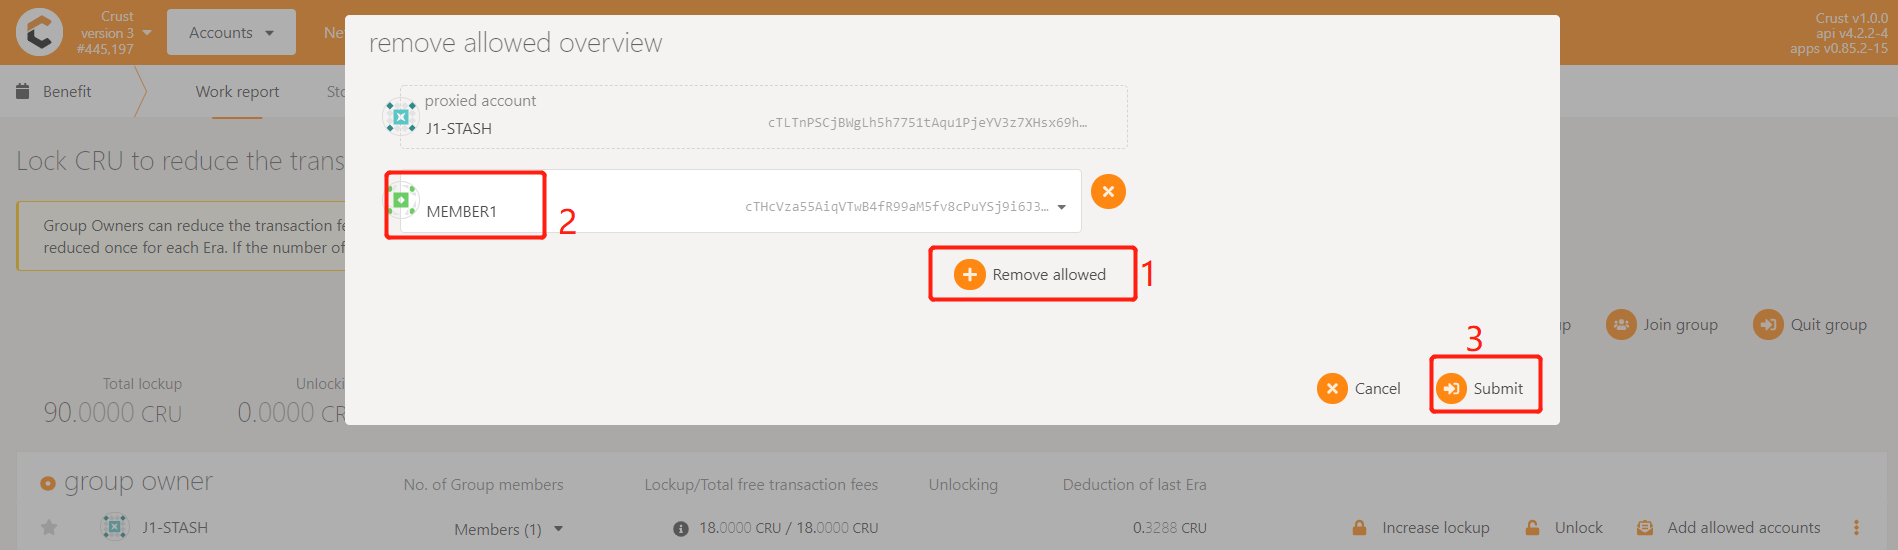 Crust
version 3
#445,197
Accounts
Ne
Crust v1.0.0
api v4.2.2-4
apps v0.85.2-15
remove allowed overview
Benefit
Work report
Sto
proxied account
J1-STASH
cTLTnPSCjBWgLh5h7751tAqu1PjeYV3z7XHsx69h…
Lock CRU to reduce the trans
MEMBER1
2
cTHcVza55AiqVTwB4fR99aM5fv8cPuYSj9i6J3…
Group Owners can reduce the transaction fe
reduced once for each Era. If the number of
Remove allowed
1
p
Join group
Quit group
3
Cancel
Submit
Total lockup
Unlocki
90.0000 CRU
0.0000 CRU
group owner
No. of Group members
Lockup/Total free transaction fees
Unlocking
Deduction of last Era
J1-STASH
Members (1)
18.0000 CRU / 18.0000 CRU
0.3288 CRU
Increase lockup
Unlock
Add allowed accounts